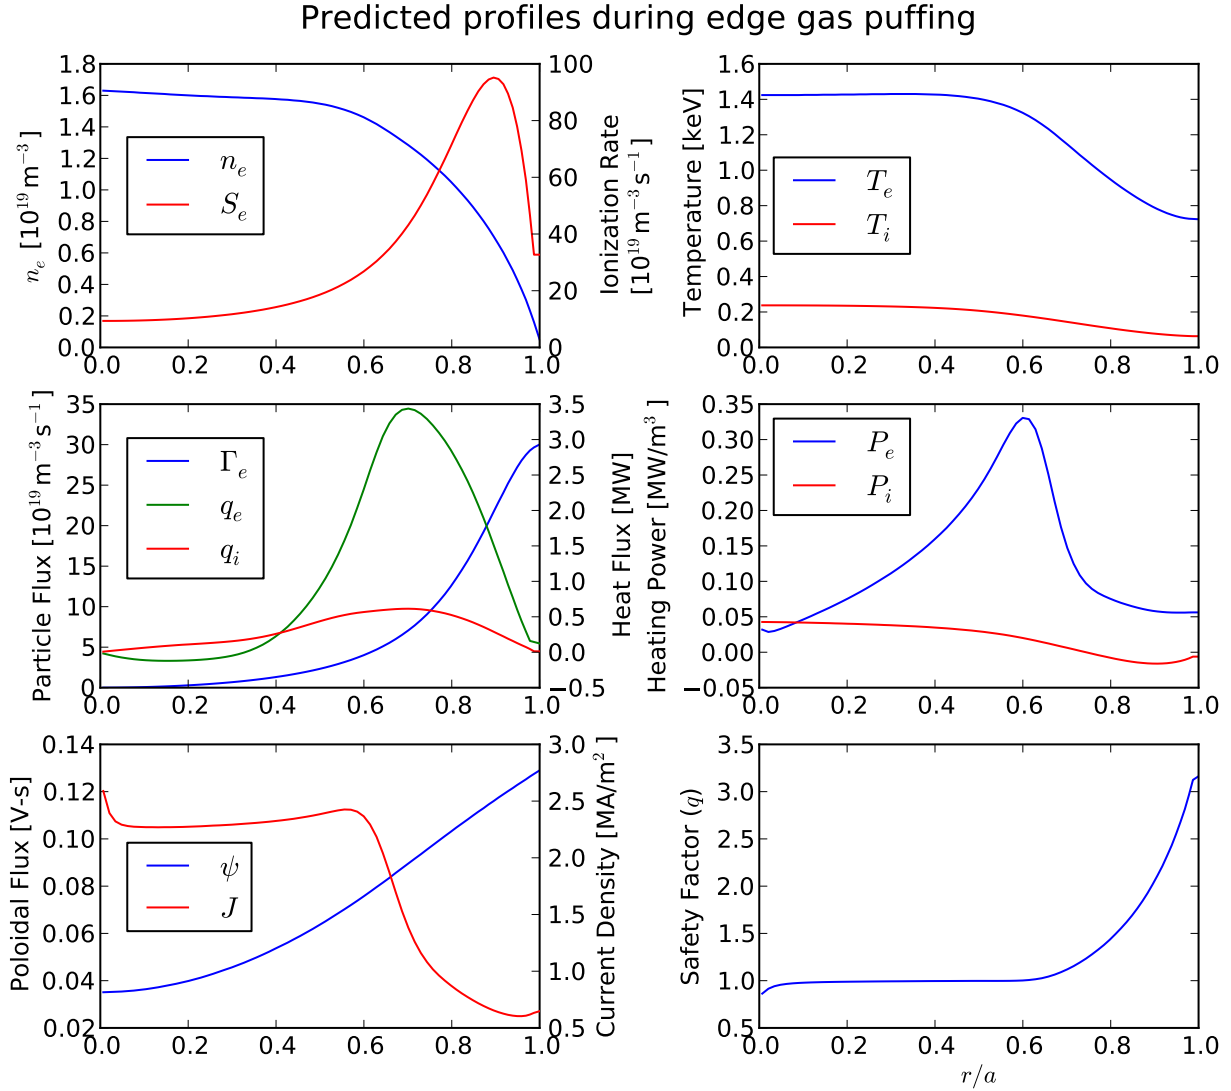 Predicted profiles during edge gas puffing
1.8
1.6
1.4
1.2
1.0
0.8
0.6
0.4
0.2
0.0
n_e [10^19 m^−3]
n_e
S_e
100
80
60
40
20
0
Ionization Rate
[10^19 m^−3 s^−1]
0.0 0.2 0.4 0.6 0.8 1.0
1.6
1.4
1.2
1.0
0.8
0.6
0.4
0.2
0.0
Temperature [keV]
T_e
T_i
0.0 0.2 0.4 0.6 0.8 1.0
35
30
25
20
15
10
5
0
Particle Flux [10^19 m^−3 s^−1]
Γ_e
q_e
q_i
3.5
3.0
2.5
2.0
1.5
1.0
0.5
0.0
−0.5
Heat Flux [MW]
0.0 0.2 0.4 0.6 0.8 1.0
0.35
0.30
0.25
0.20
0.15
0.10
0.05
0.00
−0.05
Heating Power [MW/m^3]
P_e
P_i
0.0 0.2 0.4 0.6 0.8 1.0
0.14
0.12
0.10
0.08
0.06
0.04
0.02
Poloidal Flux [V-s]
ψ
J
3.0
2.5
2.0
1.5
1.0
0.5
Current Density [MA/m^2]
0.0 0.2 0.4 0.6 0.8 1.0
3.5
3.0
2.5
2.0
1.5
1.0
0.5
Safety Factor (q)
0.0 0.2 0.4 0.6 0.8 1.0
r/a